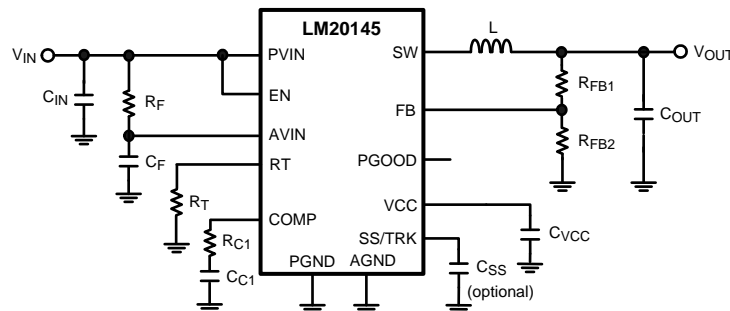 LM20145
VIN
PVIN
SW
L
VOUT
CIN
RF
EN
RFB1
FB
COUT
AVIN
RFB2
CF
RT
PGOOD
RT
VCC
COMP
CVCC
RC1
SS/TRK
CC1
PGND
AGND
CSS
(optional)